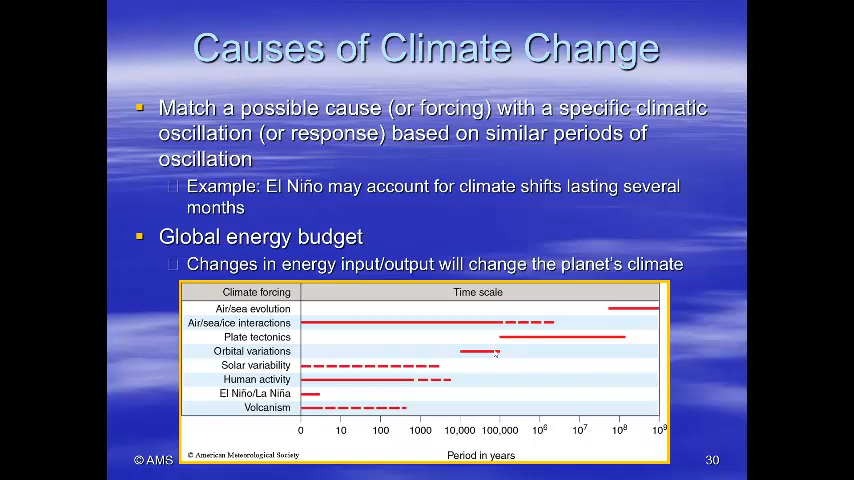 Causes of Climate Change
▪ Match a possible cause (or forcing) with a specific climatic
oscillation (or response) based on similar periods of
oscillation
Example: El Niño may account for climate shifts lasting several
months
▪ Global energy budget
Changes in energy input/output will change the planet's climate
Climate forcing Time scale
Air/sea evolution
Air/sea/ice interactions
Plate tectonics
Orbital variations
Solar variability
Human activity
El Niño/La Niña
Volcanism
0 10 100 1000 10,000 100,000 10⁶ 10⁷ 10⁸ 10⁹
© American Meteorological Society Period in years
© AMS 30